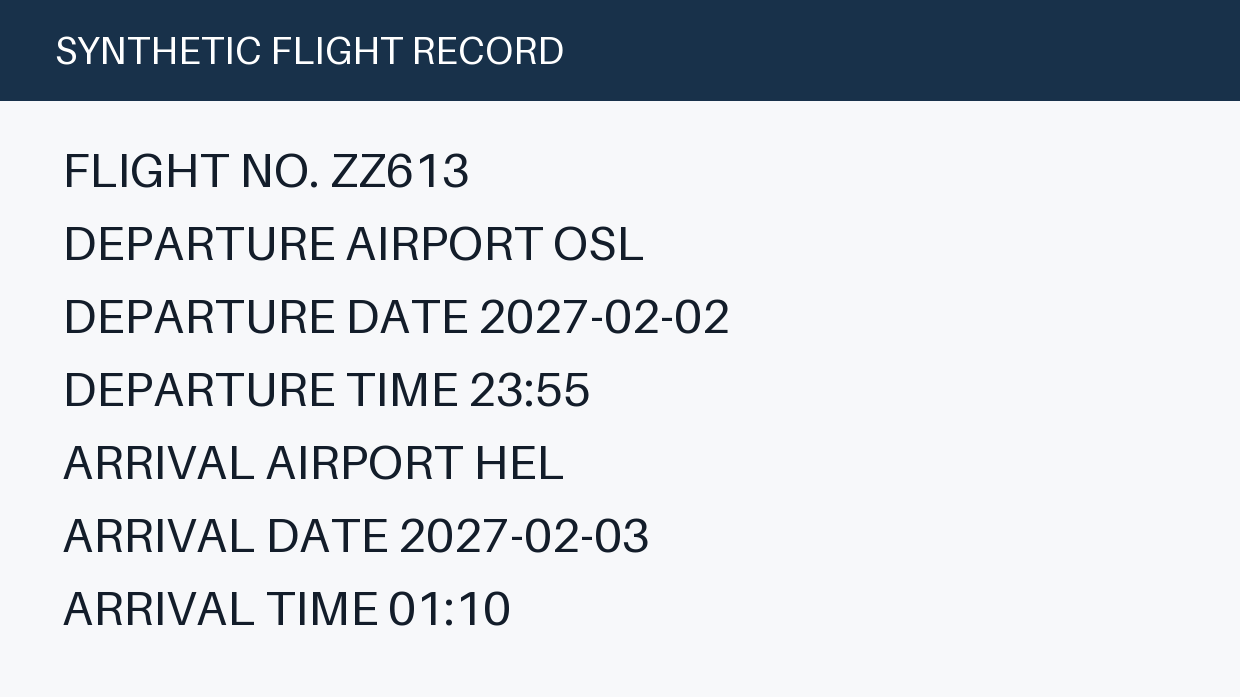 SYNTHETIC FLIGHT RECORD
FLIGHT NO. ZZ613
DEPARTURE AIRPORT OSL
DEPARTURE DATE 2027-02-02
DEPARTURE TIME 23:55
ARRIVAL AIRPORT HEL
ARRIVAL DATE 2027-02-03
ARRIVAL TIME 01:10